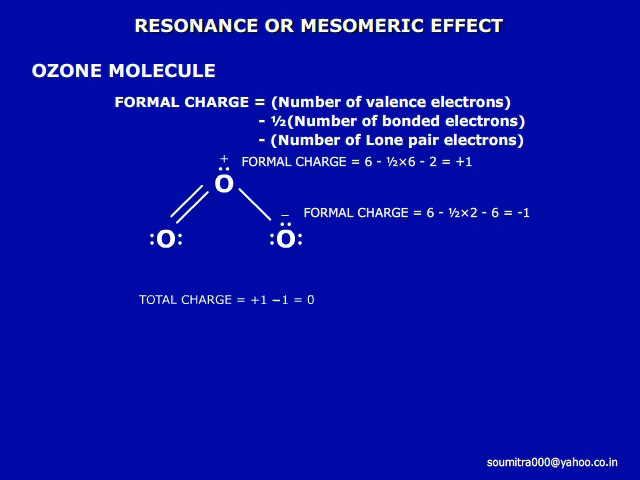 RESONANCE OR MESOMERIC EFFECT
OZONE MOLECULE
FORMAL CHARGE = (Number of valence electrons)
- ½(Number of bonded electrons)
- (Number of Lone pair electrons)
+
FORMAL CHARGE = 6 - ½×6 - 2 = +1
O
− FORMAL CHARGE = 6 - ½×2 - 6 = -1
:O: :O:
TOTAL CHARGE = +1 −1 = 0
soumitra000@yahoo.co.in